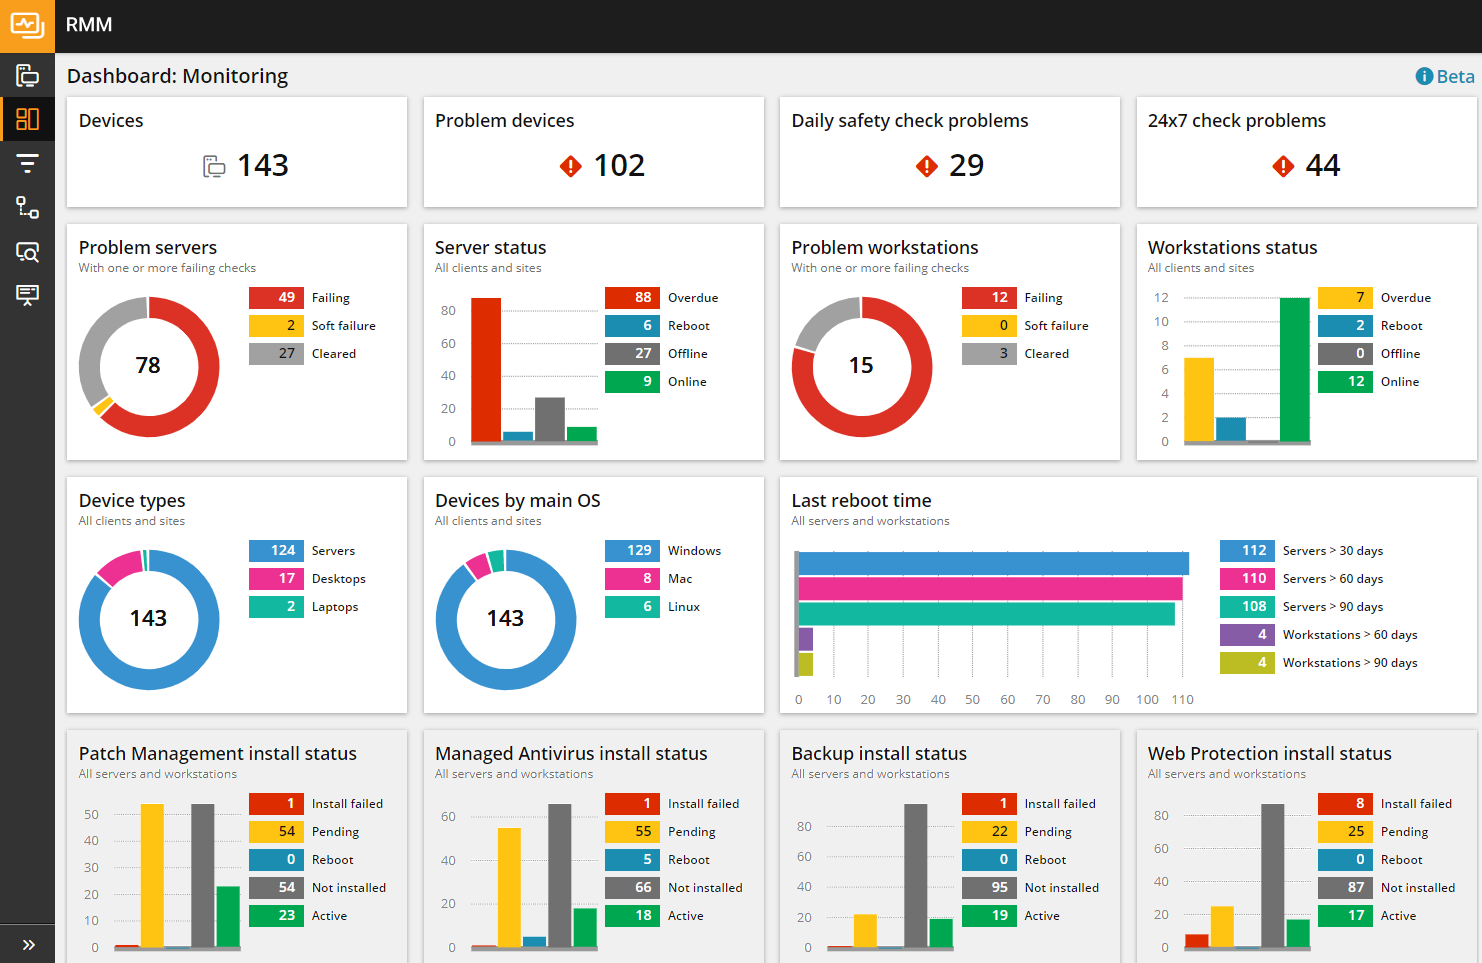 RMM
Dashboard: Monitoring
Beta
Devices
143
Problem devices
102
Daily safety check problems
29
24x7 check problems
44
Problem servers
With one or more failing checks
78
49 Failing
2 Soft failure
27 Cleared
Server status
All clients and sites
80
60
40
20
0
88 Overdue
6 Reboot
27 Offline
9 Online
Problem workstations
With one or more failing checks
15
12 Failing
0 Soft failure
3 Cleared
Workstations status
All clients and sites
12
10
8
6
4
2
0
7 Overdue
2 Reboot
0 Offline
12 Online
Device types
All clients and sites
143
124 Servers
17 Desktops
2 Laptops
Devices by main OS
All clients and sites
143
129 Windows
8 Mac
6 Linux
Last reboot time
All servers and workstations
0 10 20 30 40 50 60 70 80 90 100 110
112 Servers > 30 days
110 Servers > 60 days
108 Servers > 90 days
4 Workstations > 60 days
4 Workstations > 90 days
Patch Management install status
All servers and workstations
50
40
30
20
10
0
1 Install failed
54 Pending
0 Reboot
54 Not installed
23 Active
Managed Antivirus install status
All servers and workstations
60
40
20
0
1 Install failed
55 Pending
5 Reboot
66 Not installed
18 Active
Backup install status
All servers and workstations
80
60
40
20
0
1 Install failed
22 Pending
0 Reboot
95 Not installed
19 Active
Web Protection install status
All servers and workstations
80
60
40
20
0
8 Install failed
25 Pending
0 Reboot
87 Not installed
17 Active